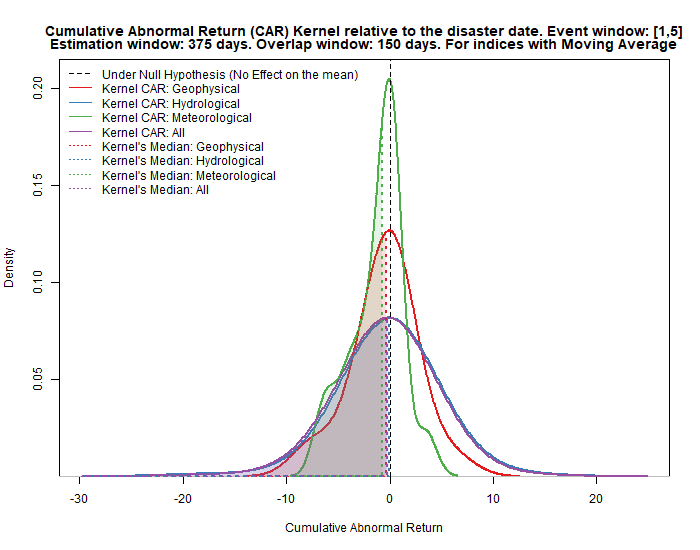 Cumulative Abnormal Return (CAR) Kernel relative to the disaster date. Event window: [1,5]
Estimation window: 375 days. Overlap window: 150 days. For indices with Moving Average
Under Null Hypothesis (No Effect on the mean)
Kernel CAR: Geophysical
Kernel CAR: Hydrological
Kernel CAR: Meteorological
Kernel CAR: All
Kernel's Median: Geophysical
Kernel's Median: Hydrological
Kernel's Median: Meteorological
Kernel's Median: All
Density
0.20
0.15
0.10
0.05
-30 -20 -10 0 10 20
Cumulative Abnormal Return